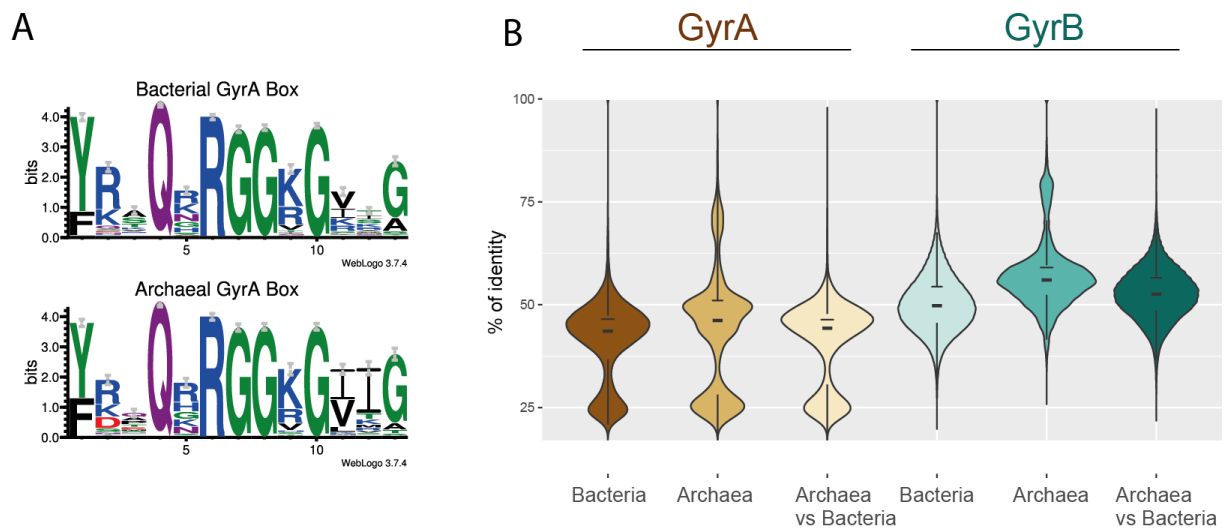 A
Bacterial GyrA Box
bits
4.0
3.0
2.0
1.0
0.0
5
10
WebLogo 3.7.4
Archaeal GyrA Box
bits
4.0
3.0
2.0
1.0
0.0
5
10
WebLogo 3.7.4
B
GyrA
GyrB
% of identity
100
75
50
25
Bacteria
Archaea
Archaea
vs Bacteria
Bacteria
Archaea
Archaea
vs Bacteria